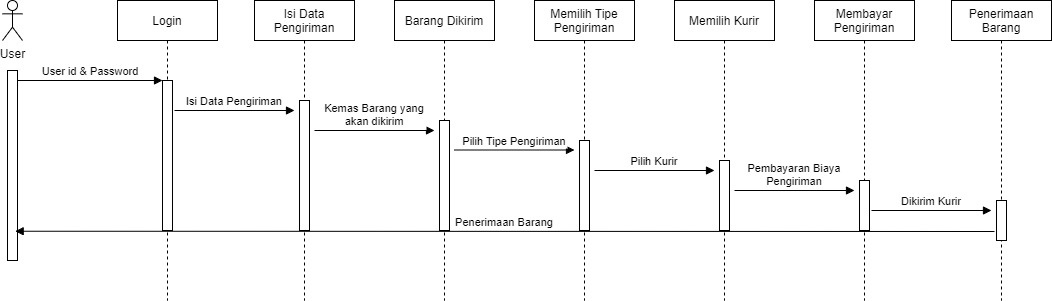 User
Login
Isi Data
Pengiriman
Barang Dikirim
Memilih Tipe
Pengiriman
Memilih Kurir
Membayar
Pengiriman
Penerimaan
Barang
User id & Password
Isi Data Pengiriman
Kemas Barang yang
akan dikirim
Pilih Tipe Pengiriman
Pilih Kurir
Pembayaran Biaya
Pengiriman
Dikirim Kurir
Penerimaan Barang